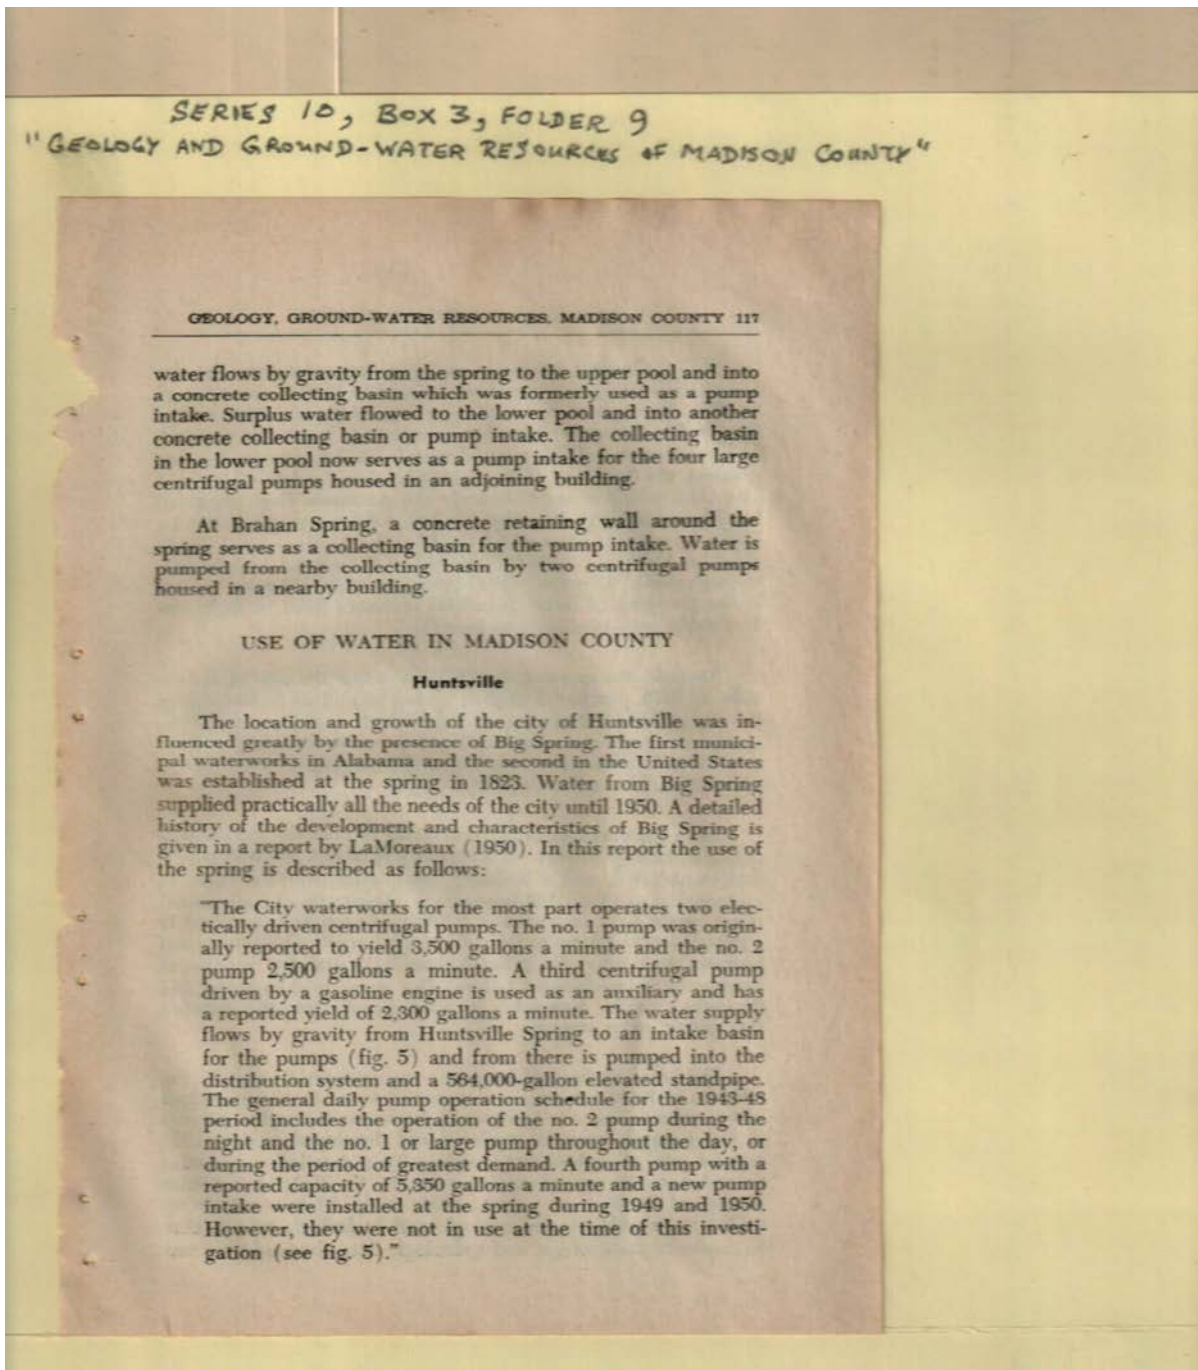 SERIES 10, BOX 3, FOLDER 9
"GEOLOGY AND GROUND-WATER RESOURCES OF MADISON COUNTY"
GEOLOGY, GROUND-WATER RESOURCES, MADISON COUNTY 117
water flows by gravity from the spring to the upper pool and into
a concrete collecting basin which was formerly used as a pump
intake. Surplus water flowed to the lower pool and into another
concrete collecting basin or pump intake. The collecting basin
in the lower pool now serves as a pump intake for the four large
centrifugal pumps housed in an adjoining building.
At Brahan Spring, a concrete retaining wall around the
spring serves as a collecting basin for the pump intake. Water is
pumped from the collecting basin by two centrifugal pumps
housed in a nearby building.
USE OF WATER IN MADISON COUNTY
Huntsville
The location and growth of the city of Huntsville was in-
fluenced greatly by the presence of Big Spring. The first munici-
pal waterworks in Alabama and the second in the United States
was established at the spring in 1823. Water from Big Spring
supplied practically all the needs of the city until 1950. A detailed
history of the development and characteristics of Big Spring is
given in a report by LaMoreaux (1950). In this report the use of
the spring is described as follows:
"The City waterworks for the most part operates two elec-
tically driven centrifugal pumps. The no. 1 pump was origin-
ally reported to yield 3,500 gallons a minute and the no. 2
pump 2,500 gallons a minute. A third centrifugal pump
driven by a gasoline engine is used as an auxiliary and has
a reported yield of 2,300 gallons a minute. The water supply
flows by gravity from Huntsville Spring to an intake basin
for the pumps (fig. 5) and from there is pumped into the
distribution system and a 564,000-gallon elevated standpipe.
The general daily pump operation schedule for the 1943-48
period includes the operation of the no. 2 pump during the
night and the no. 1 or large pump throughout the day, or
during the period of greatest demand. A fourth pump with a
reported capacity of 5,350 gallons a minute and a new pump
intake were installed at the spring during 1949 and 1950.
However, they were not in use at the time of this investi-
gation (see fig. 5)."